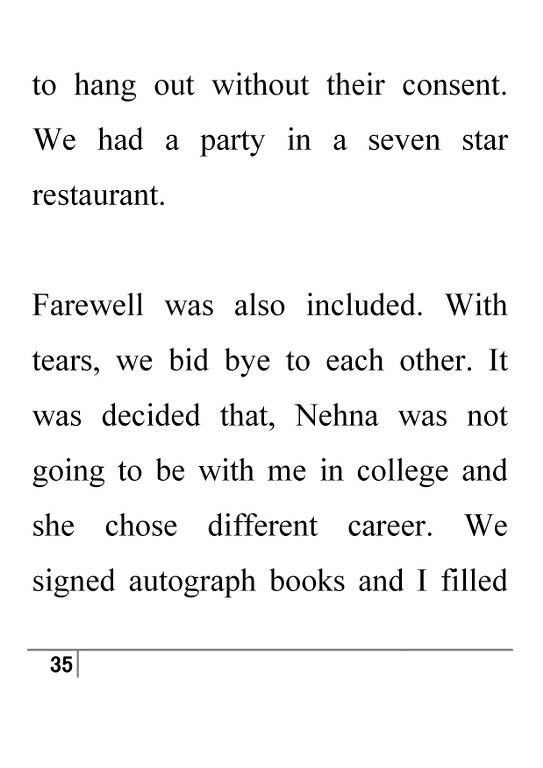 to hang out without their consent.
We had a party in a seven star
restaurant.
Farewell was also included. With
tears, we bid bye to each other. It
was decided that, Nehna was not
going to be with me in college and
she chose different career. We
signed autograph books and I filled
35